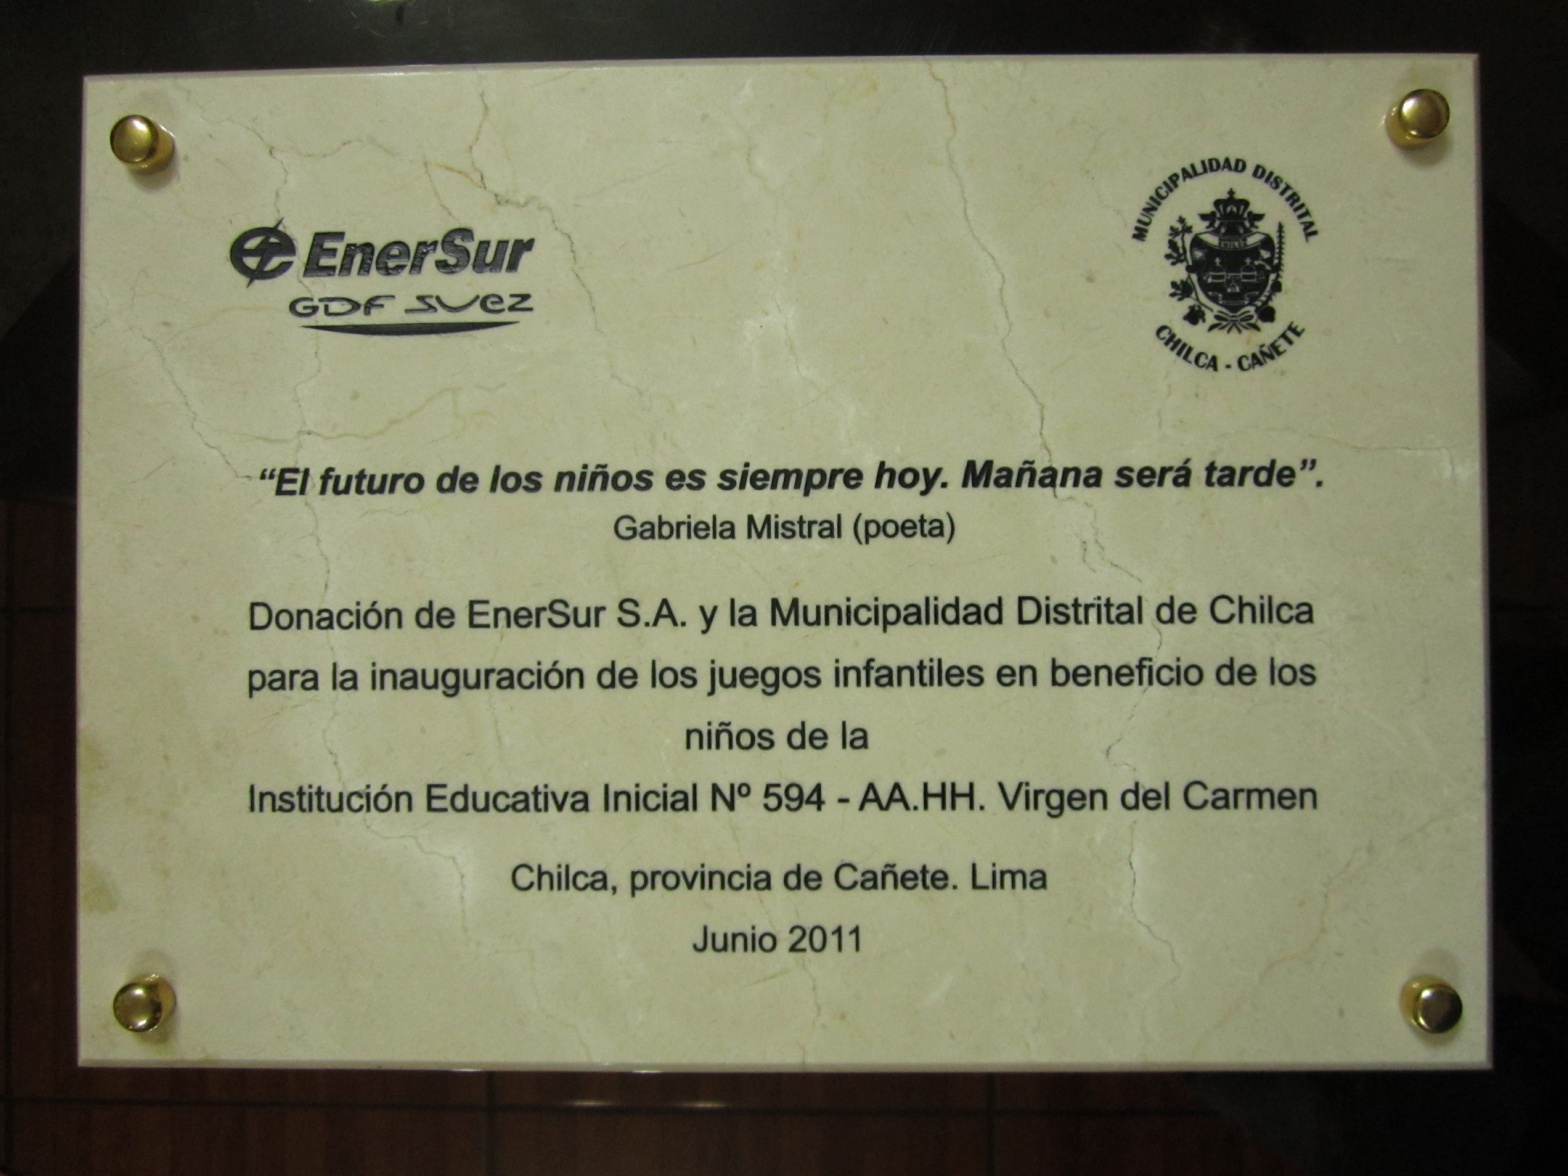 EnerSur
GDF SUEZ
MUNICIPALIDAD DISTRITAL
CHILCA - CAÑETE
“El futuro de los niños es siempre hoy. Mañana será tarde”.
Gabriela Mistral (poeta)
Donación de EnerSur S.A. y la Municipalidad Distrital de Chilca
para la inauguración de los juegos infantiles en beneficio de los
niños de la
Institución Educativa Inicial Nº 594 - AA.HH. Virgen del Carmen
Chilca, provincia de Cañete. Lima
Junio 2011